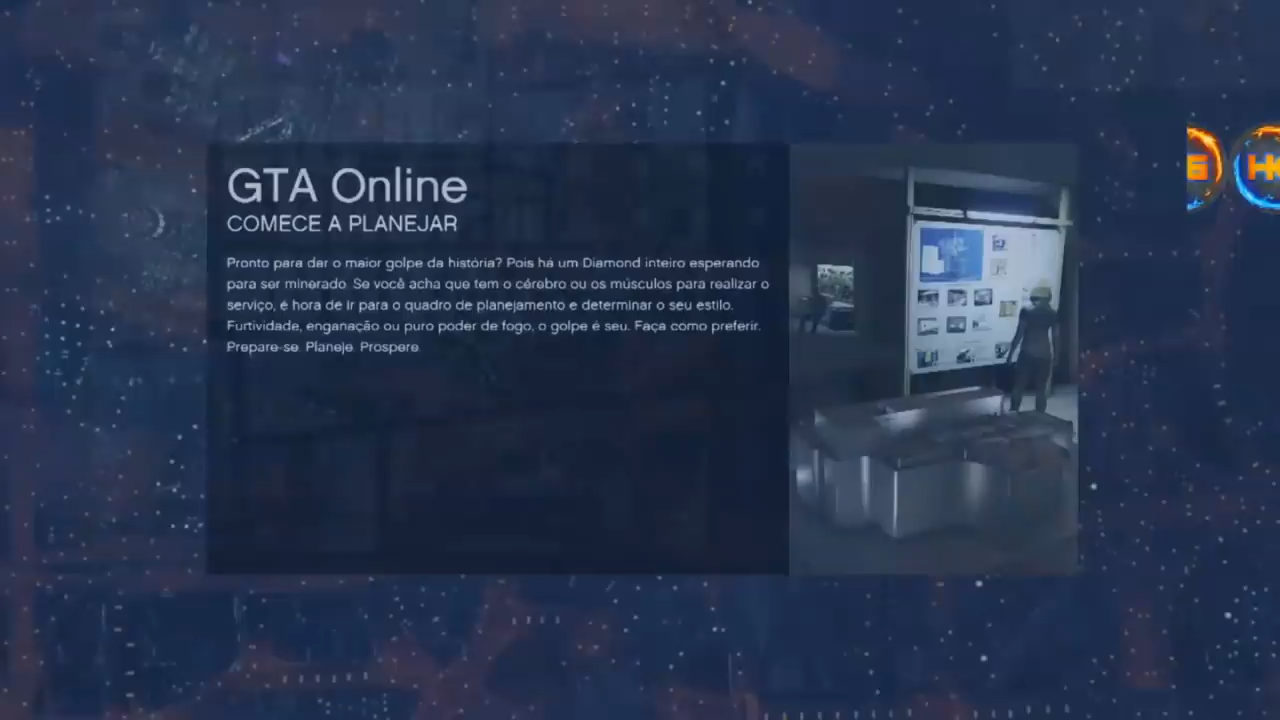 GTA Online
COMECE A PLANEJAR
Pronto para dar o maior golpe da história? Pois há um Diamond inteiro esperando
para ser minerado. Se você acha que tem o cérebro ou os músculos para realizar o
serviço, é hora de ir para o quadro de planejamento e determinar o seu estilo.
Furtividade, enganação ou puro poder de fogo, o golpe é seu. Faça como preferir.
Prepare-se. Planeje. Prospere.